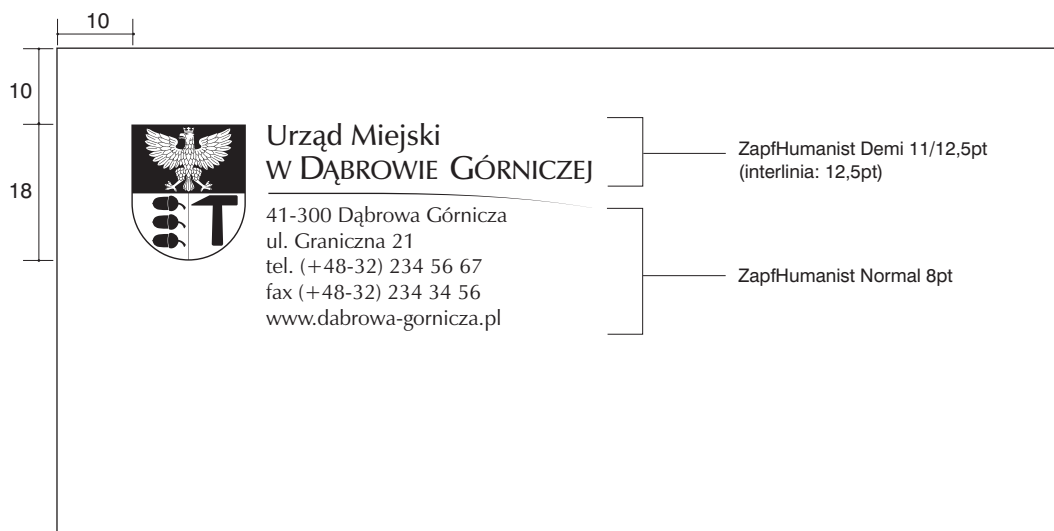 10
10
18
Urząd Miejski
W DĄBROWIE GÓRNICZEJ
41-300 Dąbrowa Górnicza
ul. Graniczna 21
tel. (+48-32) 234 56 67
fax (+48-32) 234 34 56
www.dabrowa-gornicza.pl
ZapfHumanist Demi 11/12,5pt
(interlinia: 12,5pt)
ZapfHumanist Normal 8pt